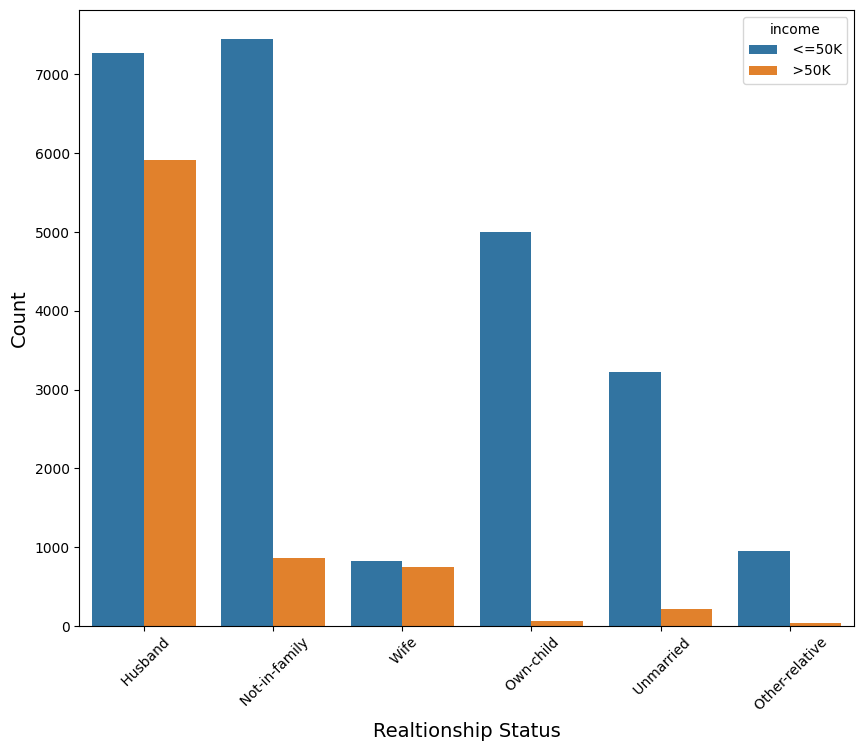 income
<=50K
>50K
7000
6000
5000
4000
3000
2000
1000
0
Count
Husband
Not-in-family
Wife
Own-child
Unmarried
Other-relative
Realtionship Status